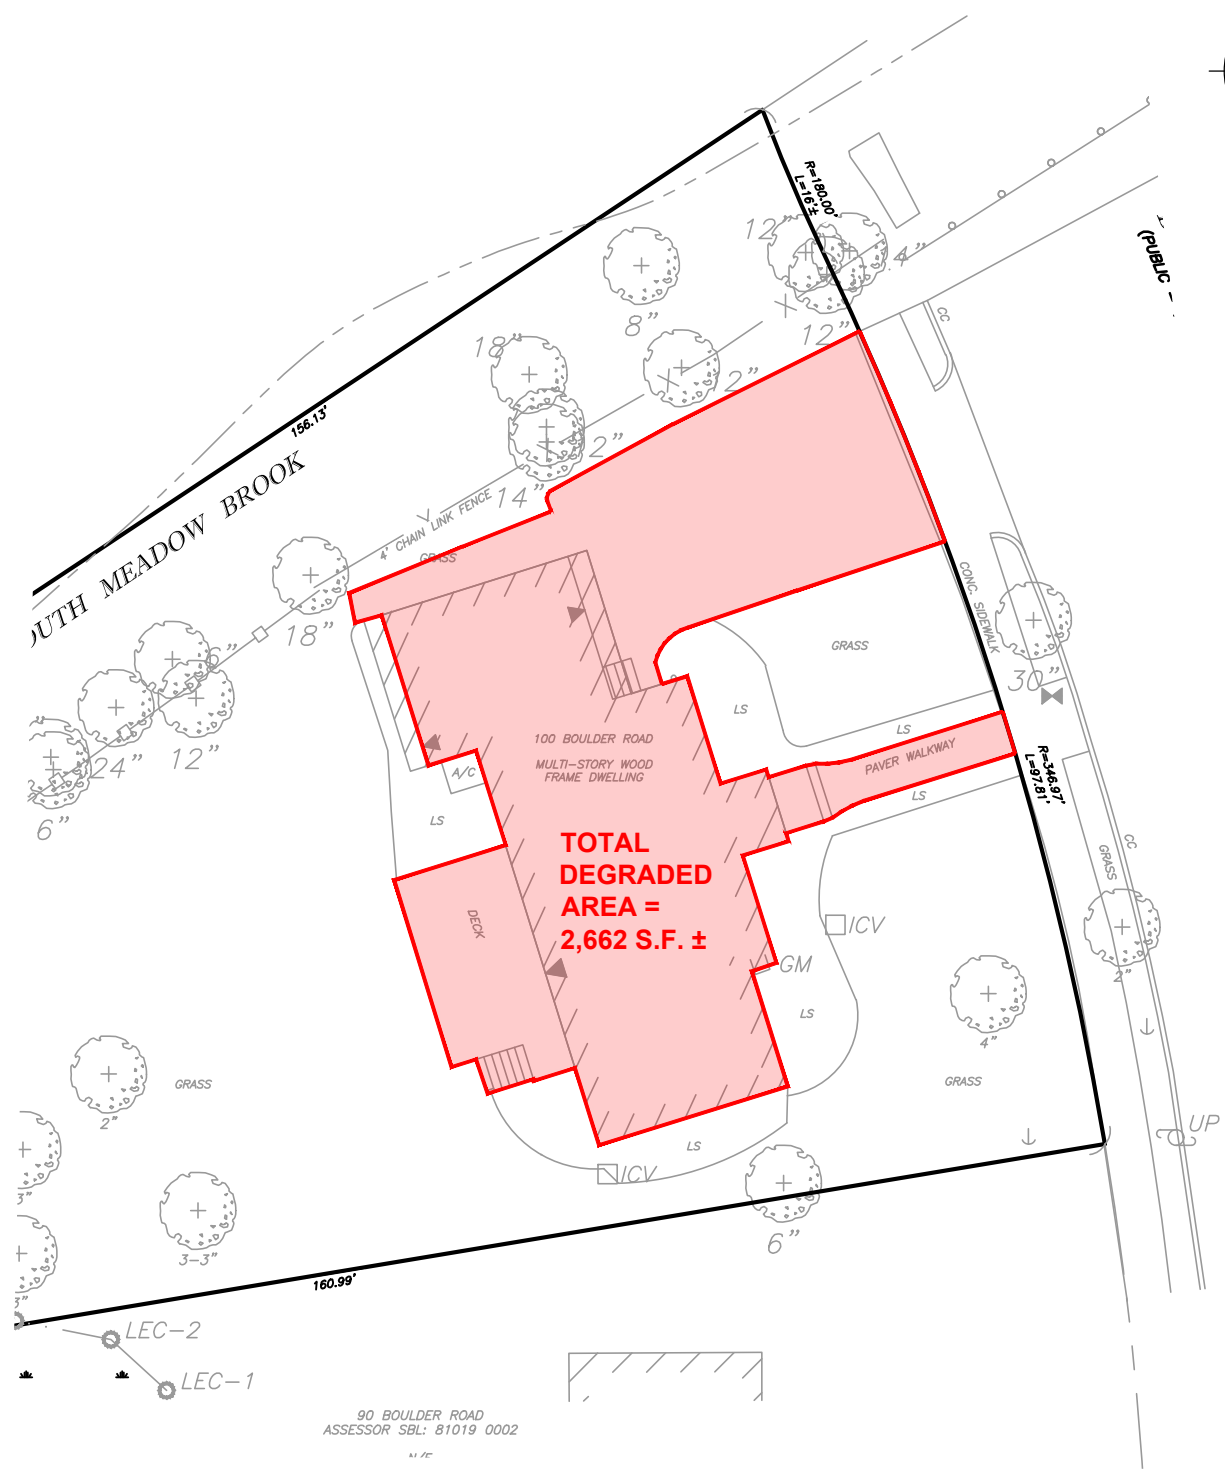 R=180.00'
L=16'±
(PUBLIC
12"
4"
8"
12"
CC
18"
2"
156.13'
2"
14"
4' CHAIN LINK FENCE
GRASS
OUTH MEADOW BROOK
18"
6"
CONC. SIDEWALK
GRASS
30"
12"
24"
6"
LS
LS
100 BOULDER ROAD
MULTI-STORY WOOD
FRAME DWELLING
A/C
PAVER WALKWAY
R=346.97'
L=97.81'
LS
LS
TOTAL
DEGRADED
AREA =
2,662 S.F. ±
CC
GRASS
DECK
ICV
GM
2"
LS
4"
GRASS
GRASS
2"
UP
LS
ICV
3"
6"
3-3"
160.99'
3"
LEC-2
LEC-1
90 BOULDER ROAD
ASSESSOR SBL: 81019 0002